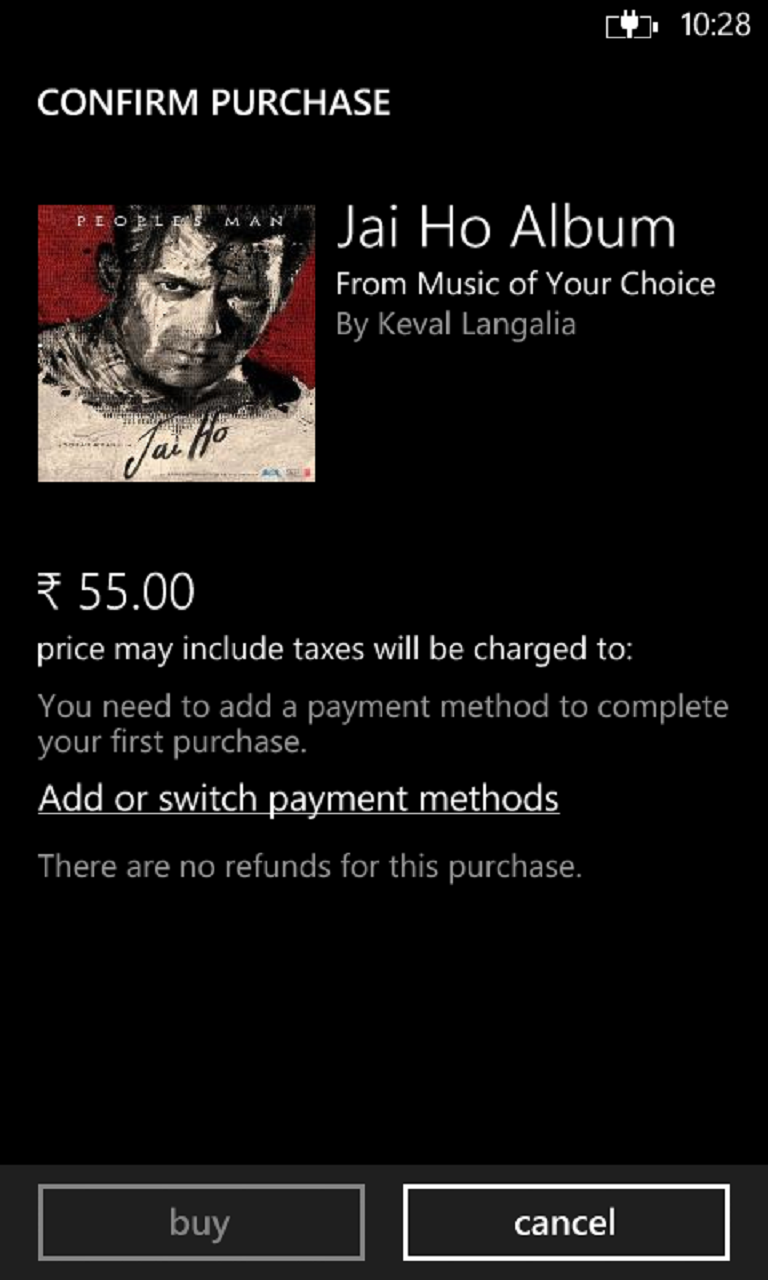 10:28
CONFIRM PURCHASE
PEOPLE'S MAN
Jai Ho
Jai Ho Album
From Music of Your Choice
By Keval Langalia
₹ 55.00
price may include taxes will be charged to:
You need to add a payment method to complete
your first purchase.
Add or switch payment methods
There are no refunds for this purchase.
buy
cancel